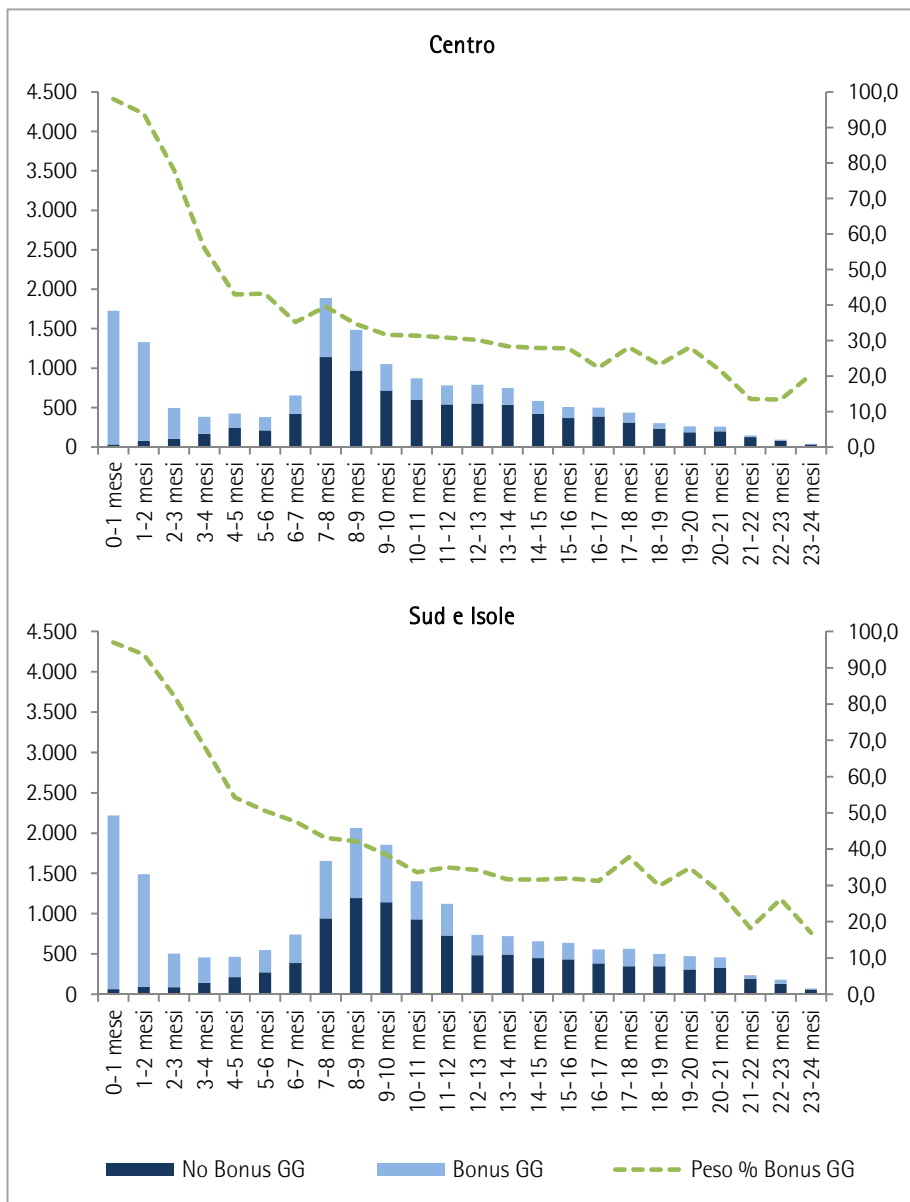 Centro
4.500
4.000
3.500
3.000
2.500
2.000
1.500
1.000
500
0
100,0
90,0
80,0
70,0
60,0
50,0
40,0
30,0
20,0
10,0
0,0
0-1 mese
1-2 mesi
2-3 mesi
3-4 mesi
4-5 mesi
5-6 mesi
6-7 mesi
7-8 mesi
8-9 mesi
9-10 mesi
10-11 mesi
11-12 mesi
12-13 mesi
13-14 mesi
14-15 mesi
15-16 mesi
16-17 mesi
17-18 mesi
18-19 mesi
19-20 mesi
20-21 mesi
21-22 mesi
22-23 mesi
23-24 mesi
Sud e Isole
4.500
4.000
3.500
3.000
2.500
2.000
1.500
1.000
500
0
100,0
90,0
80,0
70,0
60,0
50,0
40,0
30,0
20,0
10,0
0,0
0-1 mese
1-2 mesi
2-3 mesi
3-4 mesi
4-5 mesi
5-6 mesi
6-7 mesi
7-8 mesi
8-9 mesi
9-10 mesi
10-11 mesi
11-12 mesi
12-13 mesi
13-14 mesi
14-15 mesi
15-16 mesi
16-17 mesi
17-18 mesi
18-19 mesi
19-20 mesi
20-21 mesi
21-22 mesi
22-23 mesi
23-24 mesi
No Bonus GG
Bonus GG
Peso % Bonus GG